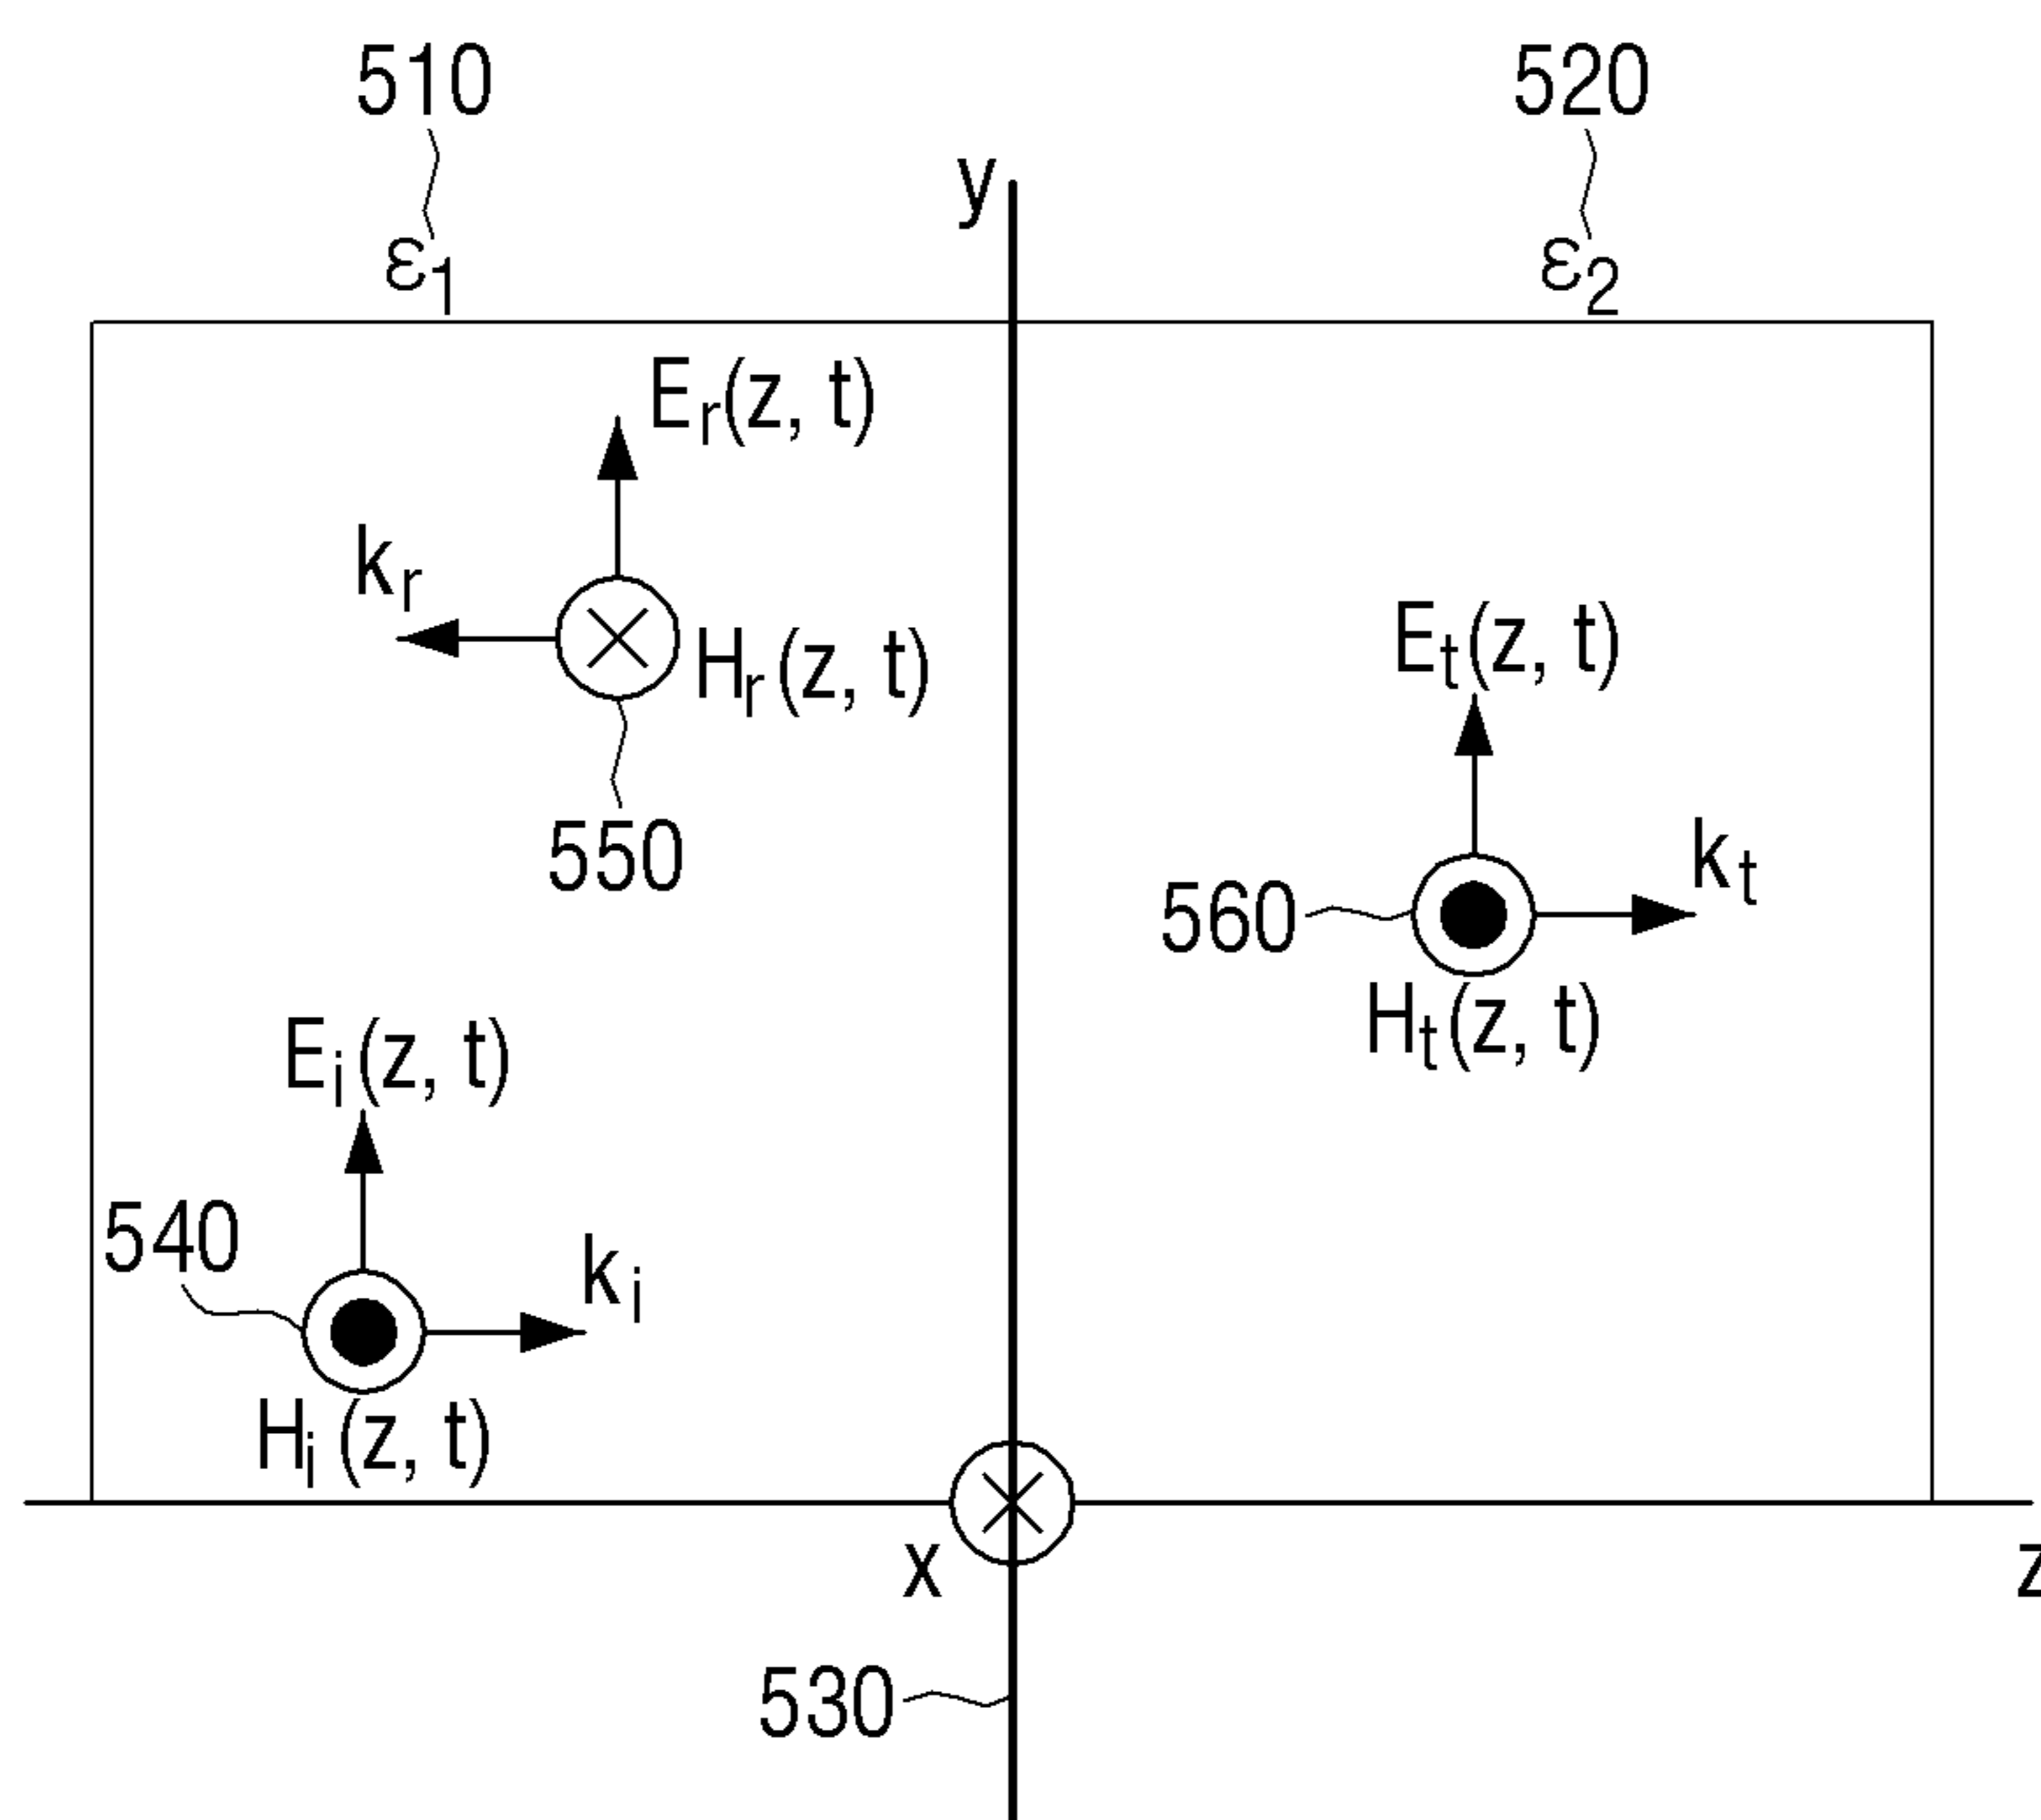 510
520
ε1
ε2
y
Er(z, t)
kr
Hr(z, t)
550
Et(z, t)
kt
560
Ht(z, t)
Ei(z, t)
540
ki
Hi(z, t)
x
z
530